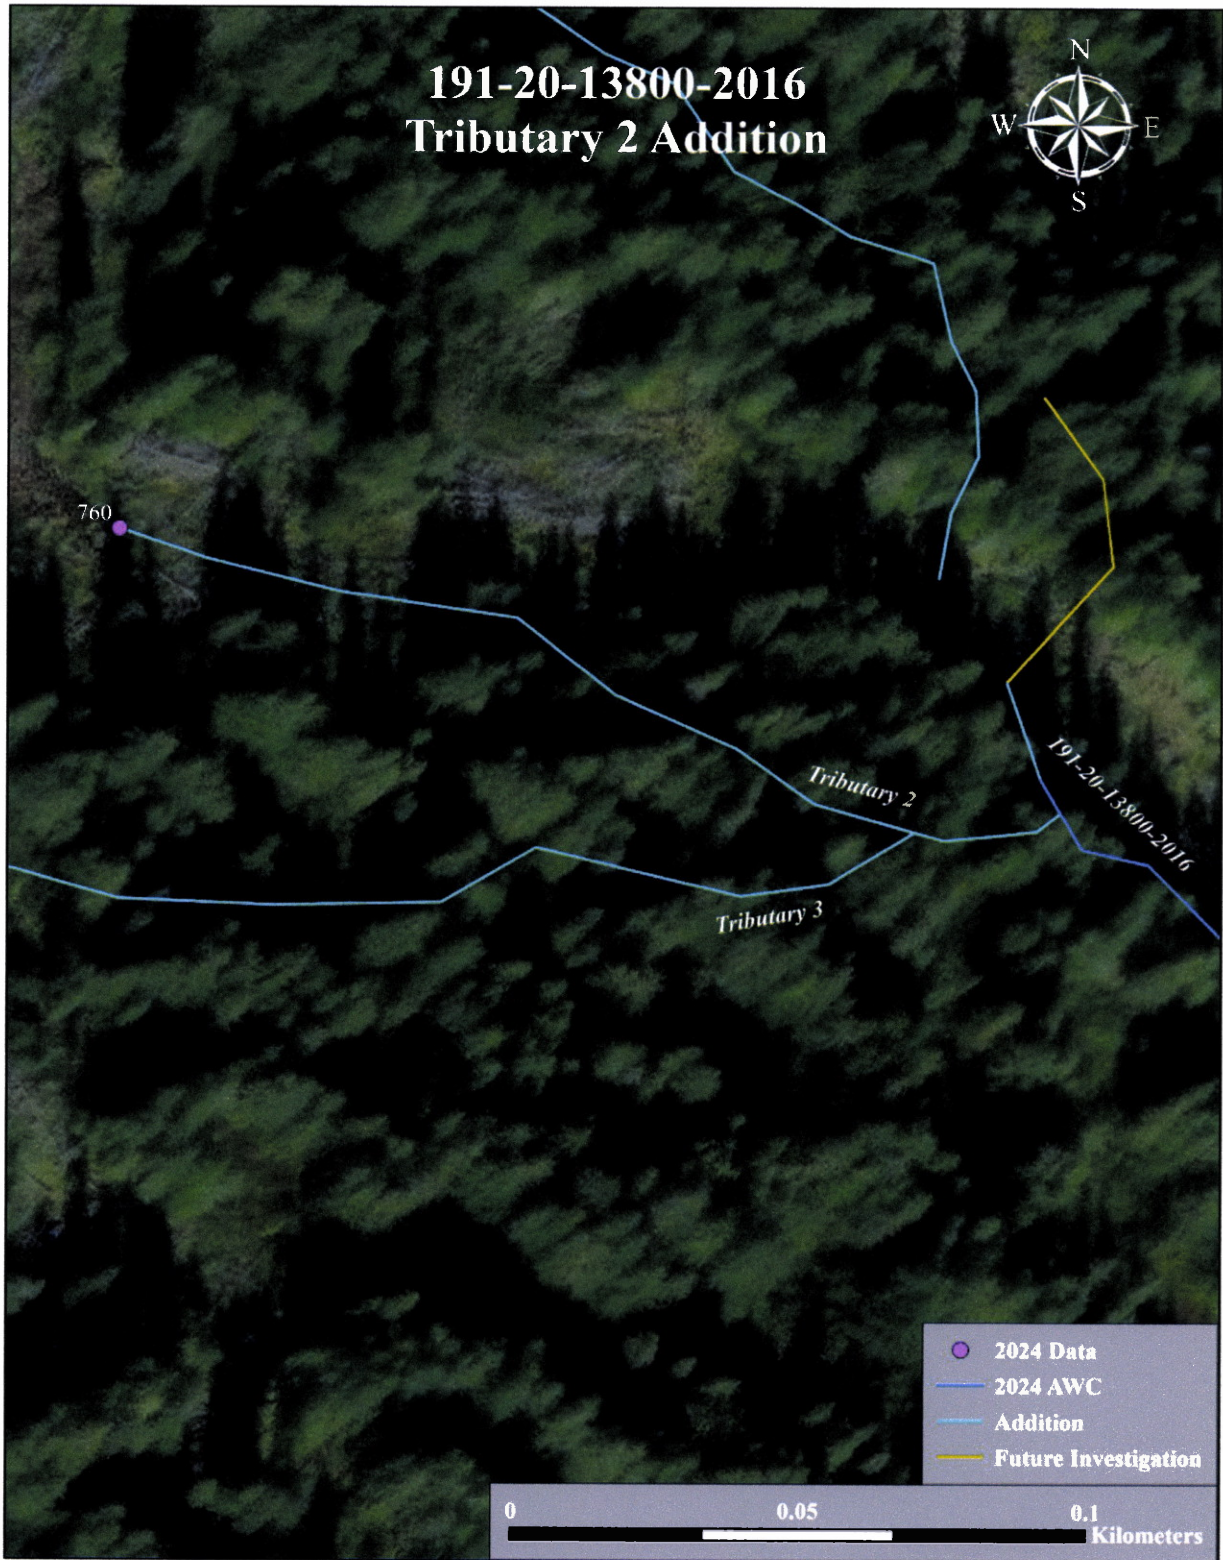 191-20-13800-2016
Tributary 2 Addition
N
W E
S
760
Tributary 2
191-20-13800-2016
Tributary 3
2024 Data
2024 AWC
Addition
Future Investigation
0 0.05 0.1
Kilometers